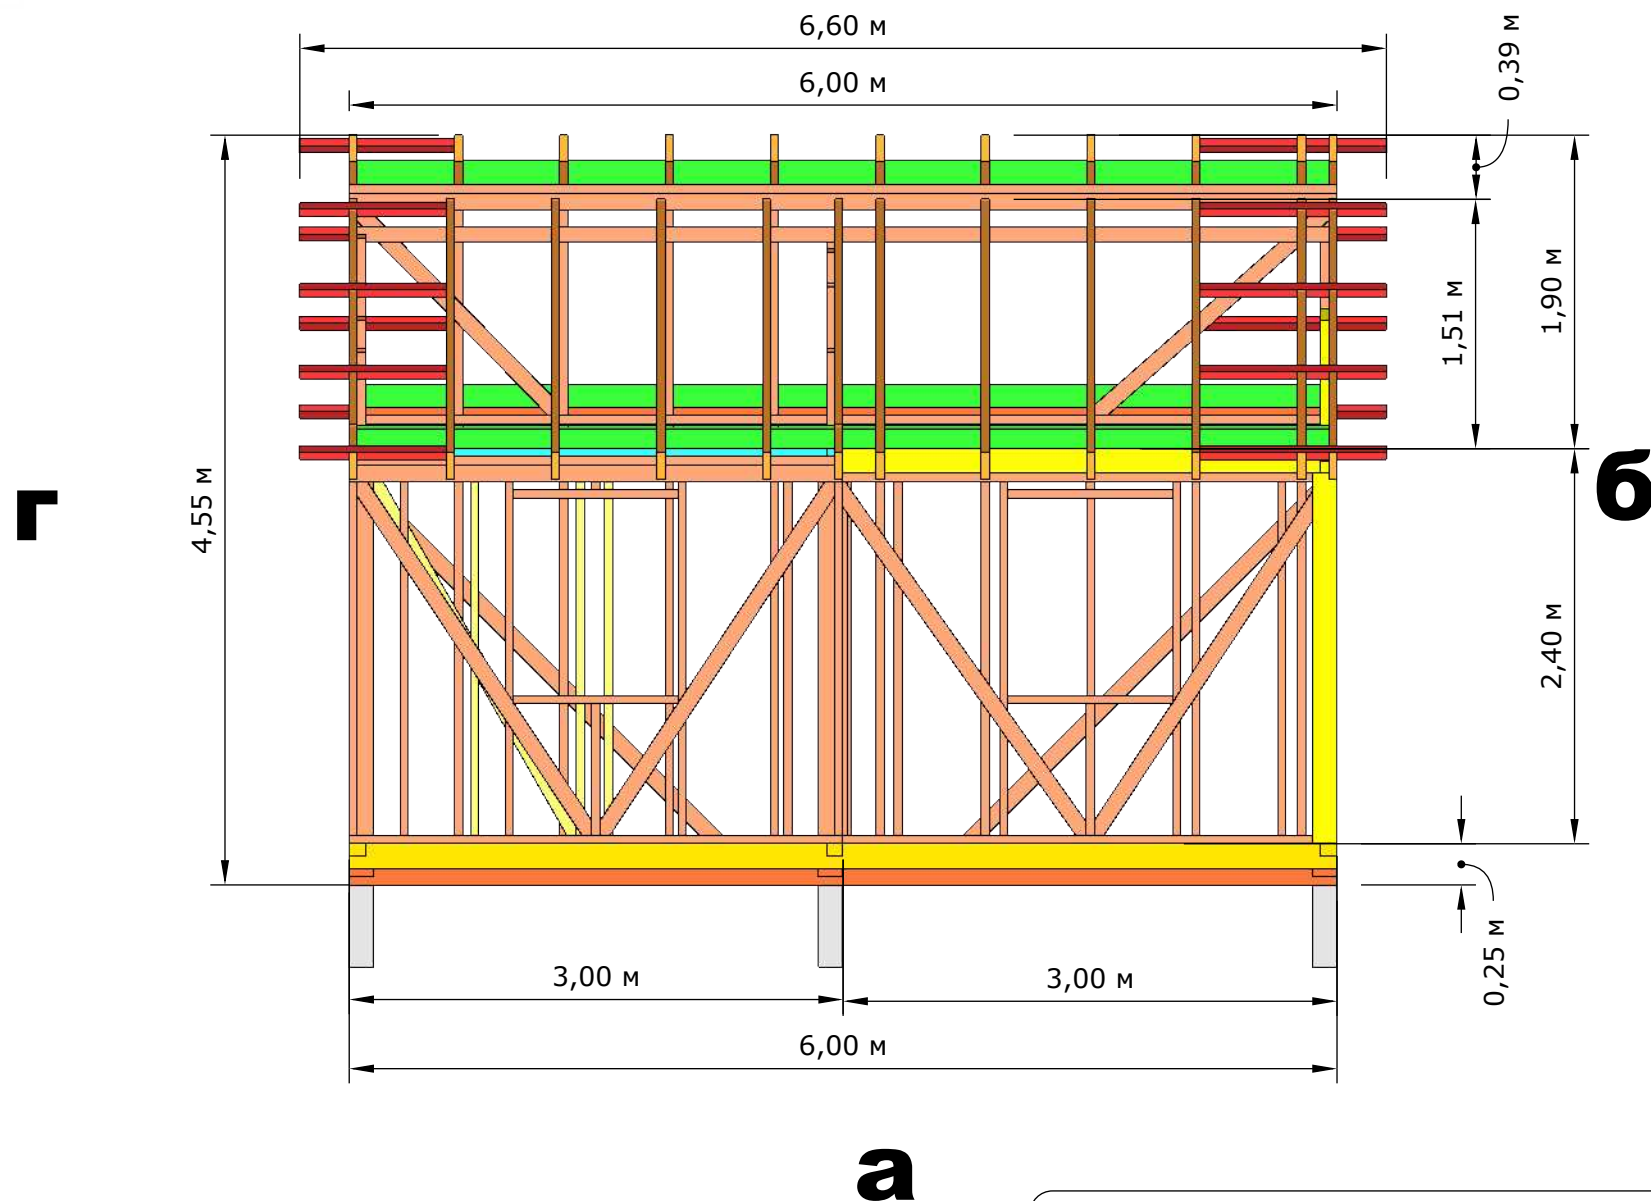 6,60 м
6,00 м
0,39 м
1,90 м
1,51 м
4,55 м
г
б
2,40 м
0,25 м
3,00 м
3,00 м
6,00 м
а